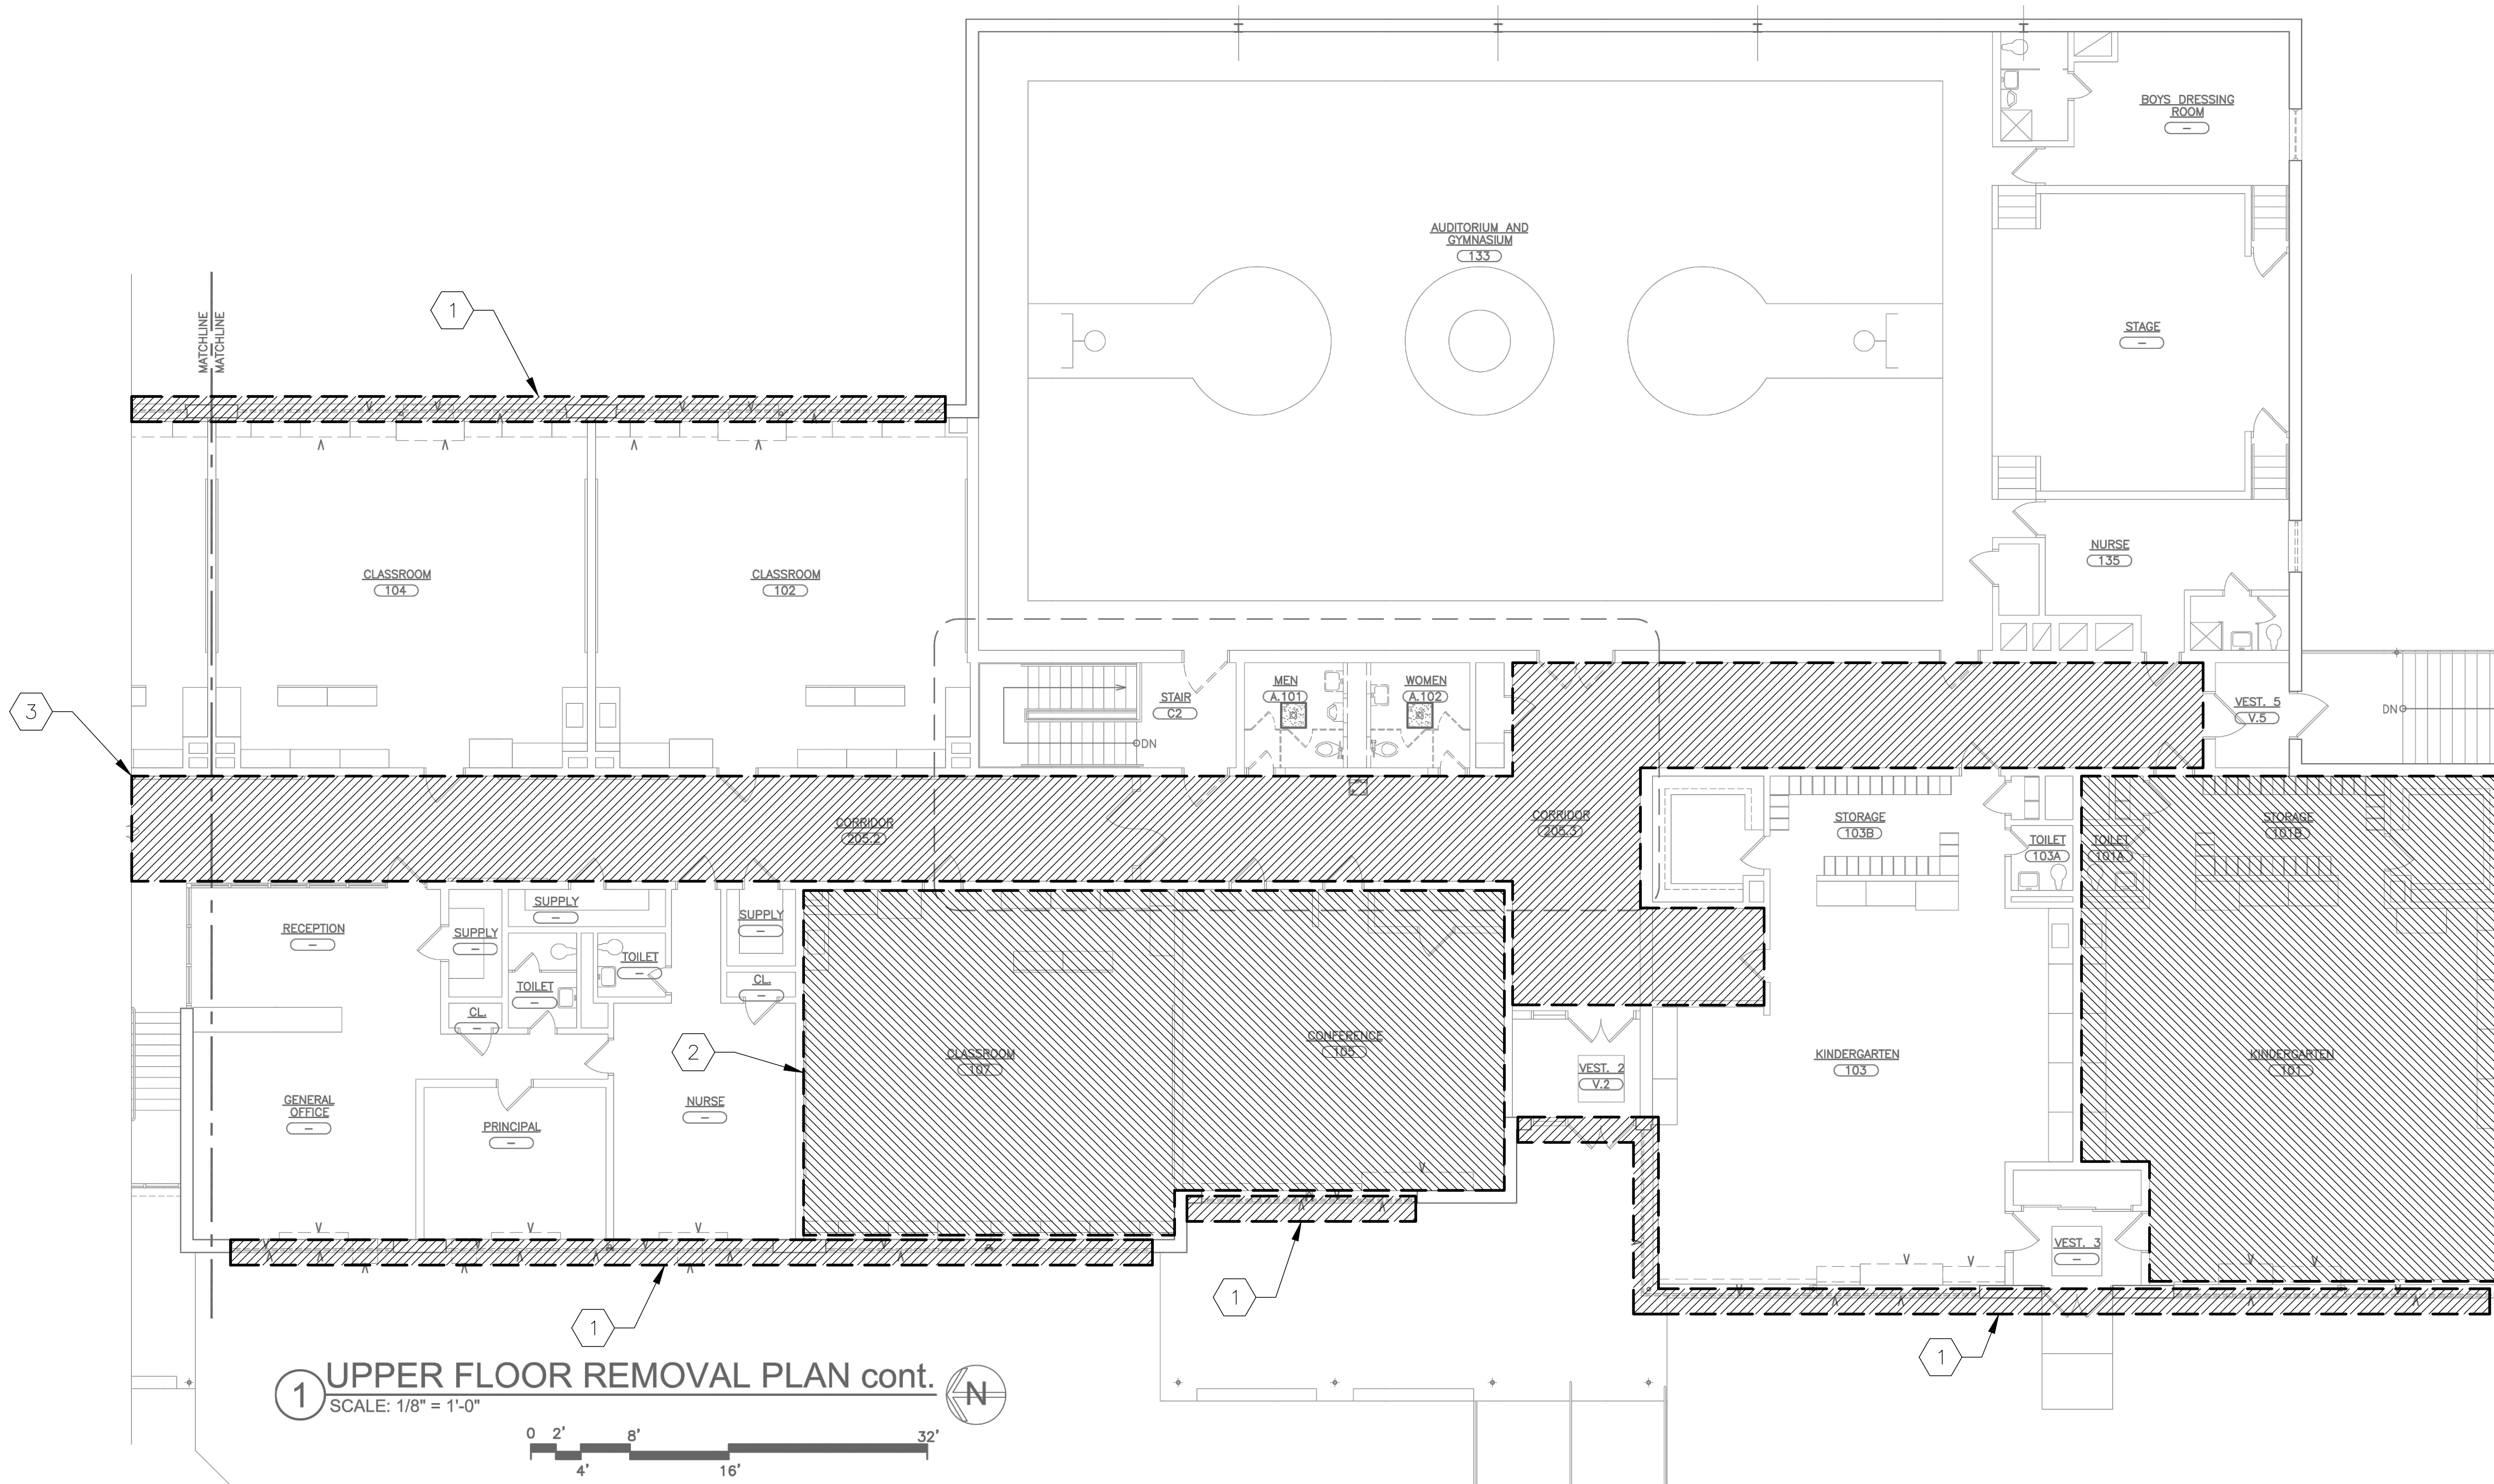 BOYS DRESSING
ROOM
-
AUDITORIUM AND
GYMNASIUM
133
1
MATCHLINE
MATCHLINE
STAGE
-
CLASSROOM
104
CLASSROOM
102
NURSE
135
3
MEN
A.101
WOMEN
A.102
STAIR
C2
DN
VEST. 5
V.5
DN
CORRIDOR
205.2
CORRIDOR
205.3
STORAGE
103B
STORAGE
101B
TOILET
103A
TOILET
101A
RECEPTION
-
SUPPLY
-
SUPPLY
-
SUPPLY
-
TOILET
-
TOILET
-
CL.
-
CL.
-
2
CLASSROOM
107
CONFERENCE
105
VEST. 2
V.2
KINDERGARTEN
103
KINDERGARTEN
101
GENERAL
OFFICE
-
PRINCIPAL
-
NURSE
-
VEST. 3
-
1
1
1
1
UPPER FLOOR REMOVAL PLAN cont.
SCALE: 1/8" = 1'-0"
N
0 2' 8' 32'
4' 16'